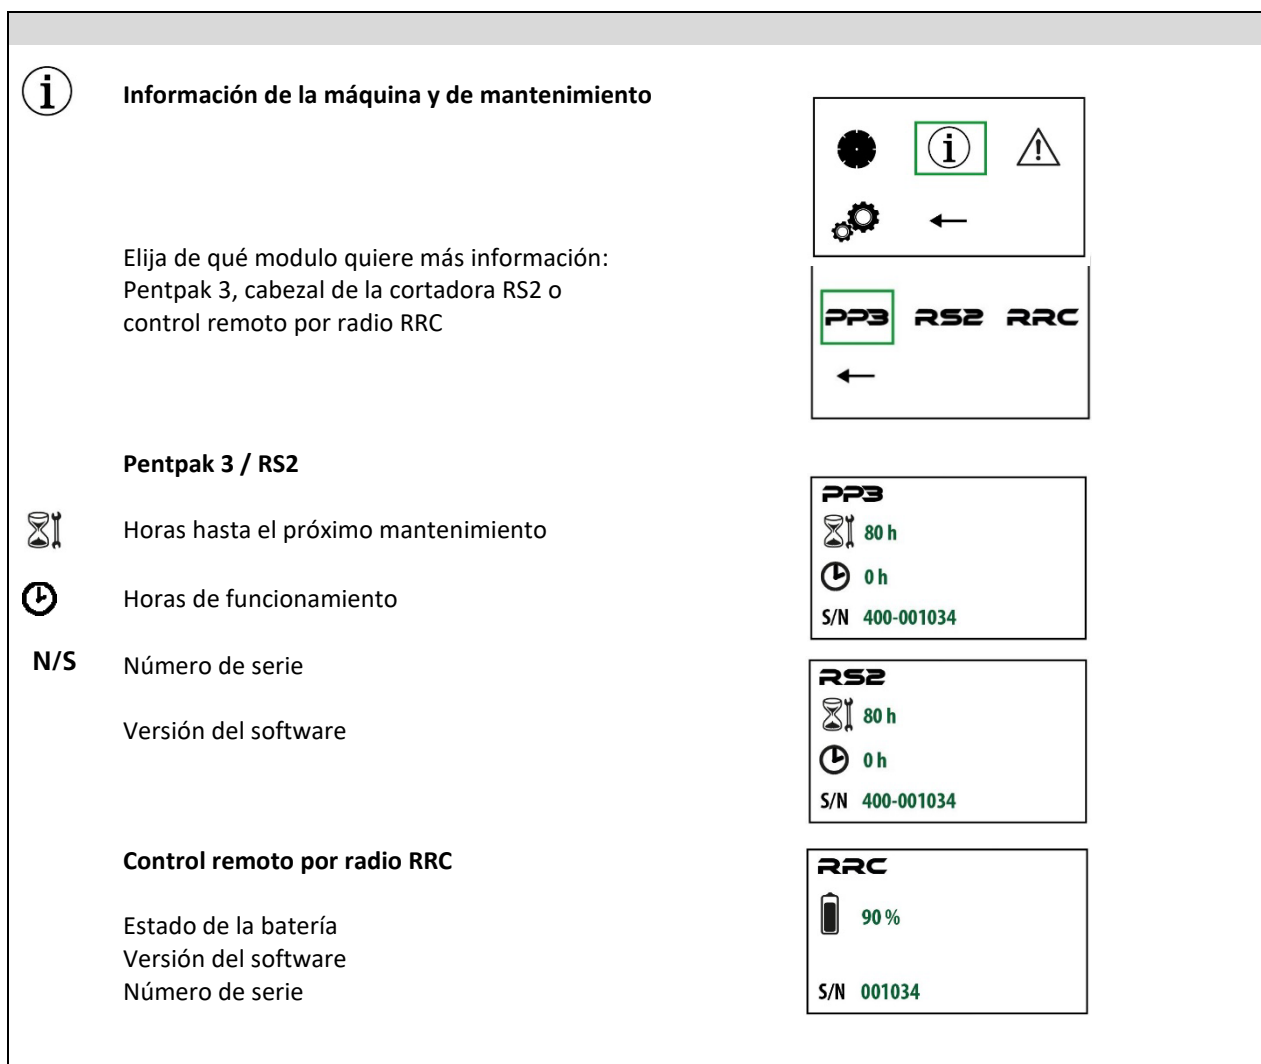 Información de la máquina y de mantenimiento
Elija de qué modulo quiere más información:
Pentpak 3, cabezal de la cortadora RS2 o
control remoto por radio RRC
PP3 RS2 RRC
Pentpak 3 / RS2
Horas hasta el próximo mantenimiento
Horas de funcionamiento
N/S Número de serie
Versión del software
PP3
80 h
0 h
S/N 400-001034
RS2
80 h
0 h
S/N 400-001034
Control remoto por radio RRC
Estado de la batería
Versión del software
Número de serie
RRC
90 %
S/N 001034